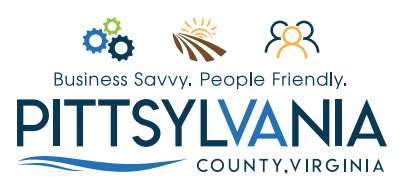 Business Savvy. People Friendly.
PITTSYLVANIA
COUNTY,VIRGINIA